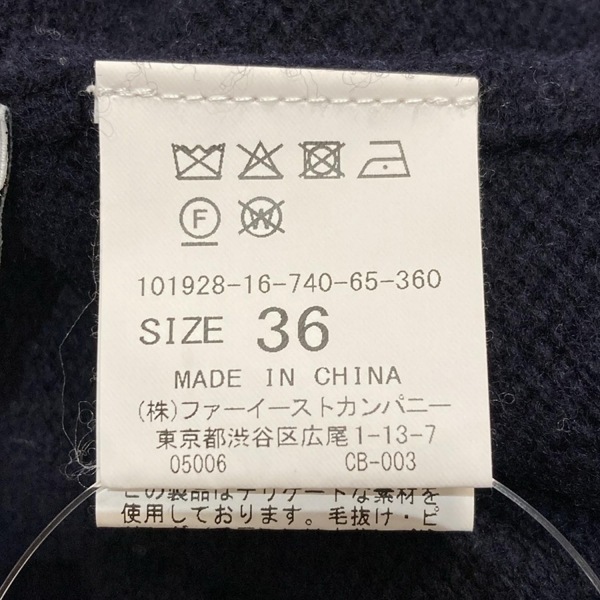 F W
101928-16-740-65-360
SIZE 36
MADE IN CHINA
(株)ファーイーストカンパニー
東京都渋谷区広尾1-13-7
05006 CB-003
この製品はデリケートな素材を
使用しております。毛抜け・ピ